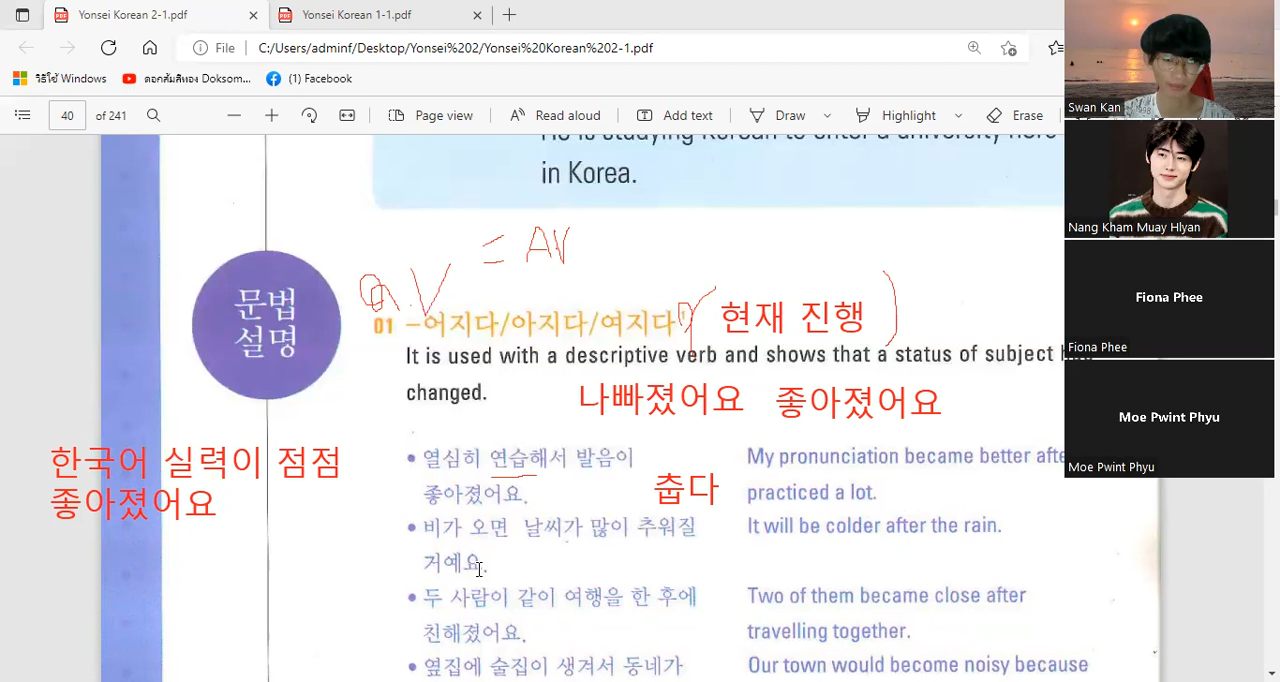 Yonsei Korean 2-1.pdf
Yonsei Korean 1-1.pdf
File
C:/Users/adminf/Desktop/Yonsei%202/Yonsei%20Korean%202-1.pdf
วิธีใช้ Windows
ดอกส้มสีทอง Doksom...
(1) Facebook
40
of 241
Page view
Read aloud
Add text
Draw
Highlight
Erase
He is studying Korean to enter a university here
in Korea.
= AV
V
문법
설명
01 -어지다/아지다/여지다
(현재 진행)
It is used with a descriptive verb and shows that a status of subject
changed.
나빠졌어요 좋아졌어요
한국어 실력이 점점
좋아졌어요
• 열심히 연습해서 발음이
좋아졌어요.
춥다
My pronunciation became better afte
practiced a lot.
• 비가 오면 날씨가 많이 추워질
거예요.
It will be colder after the rain.
• 두 사람이 같이 여행을 한 후에
친해졌어요.
Two of them became close after
travelling together.
• 옆집에 술집이 생겨서 동네가
Our town would become noisy because
Swan Kan
Nang Kham Muay Hlyan
Fiona Phee
Fiona Phee
Moe Pwint Phyu
Moe Pwint Phyu